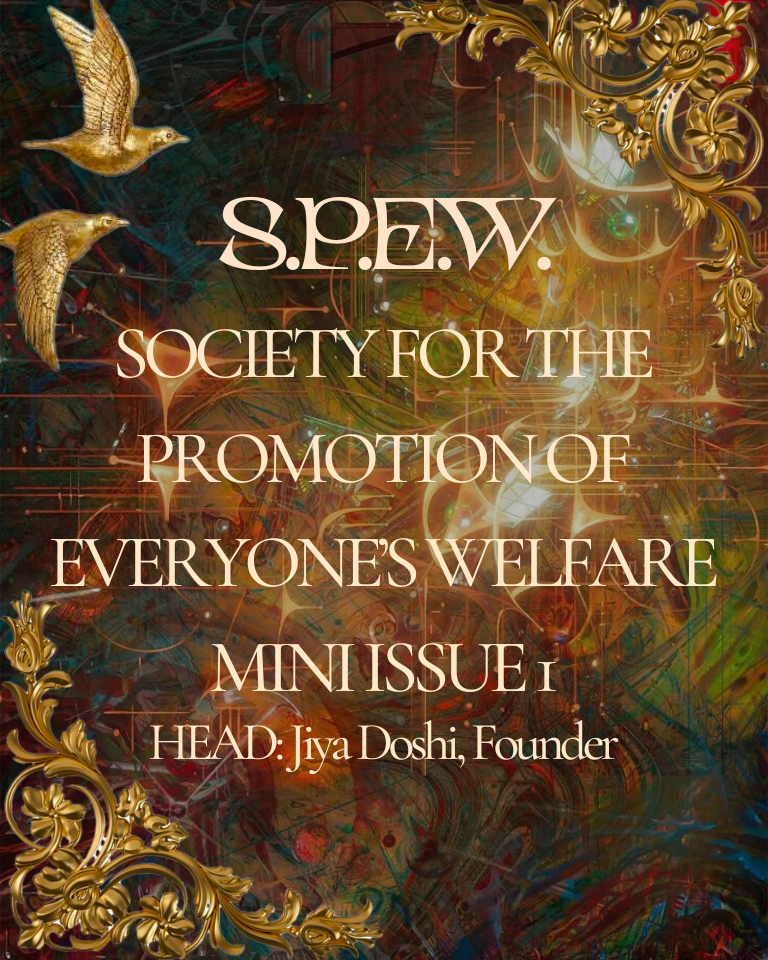 S.P.E.W.
SOCIETY FOR THE
PROMOTION OF
EVERYONE'S WELFARE
MINI ISSUE 1
HEAD: Jiya Doshi, Founder